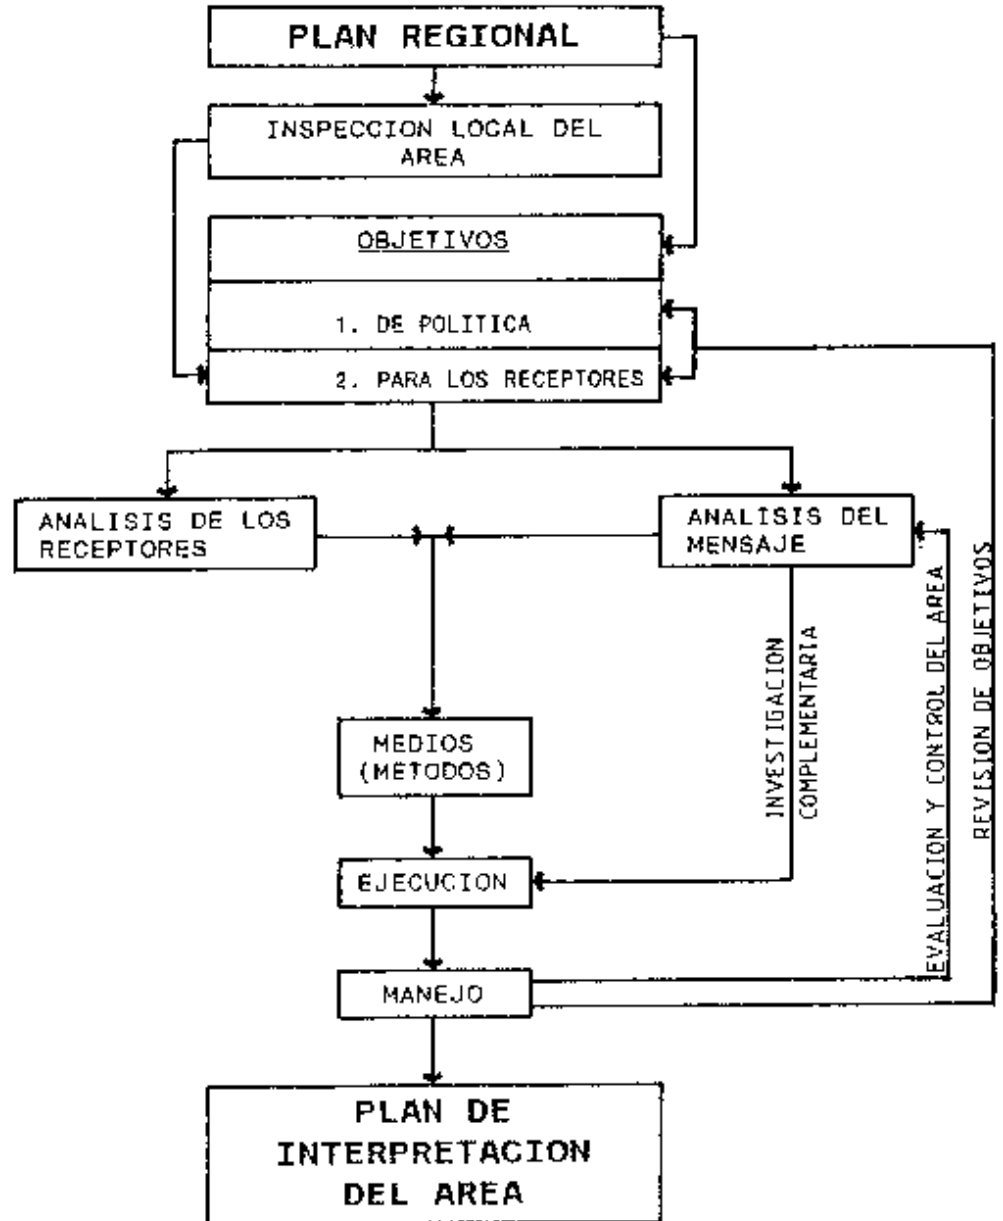 PLAN REGIONAL
INSPECCION LOCAL DEL
AREA
OBJETIVOS
1. DE POLITICA
2. PARA LOS RECEPTORES
ANALISIS DE LOS
RECEPTORES
ANALISIS DEL
MENSAJE
MEDIOS
(METODOS)
INVESTIGACION
COMPLEMENTARIA
EVALUACION Y CONTROL DEL AREA
REVISION DE OBJETIVOS
EJECUCION
MANEJO
PLAN DE
INTERPRETACION
DEL AREA